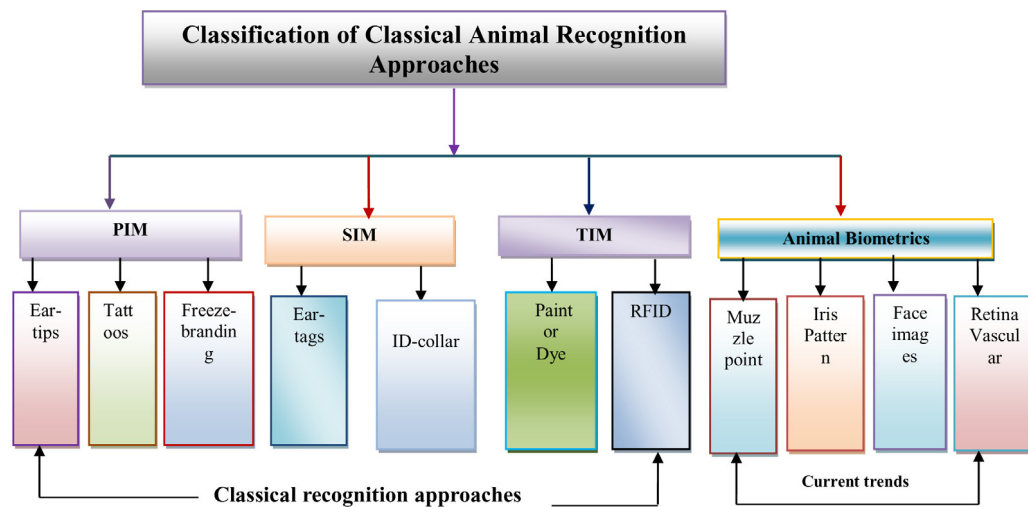 Classification of Classical Animal Recognition
Approaches
PIM
SIM
TIM
Animal Biometrics
Ear-
tips
Tatt
oos
Freeze-
brandin
g
Ear-
tags
ID-collar
Paint
or
Dye
RFID
Muz
zle
point
Iris
Patter
n
Face
imag
es
Retina
Vascul
ar
Classical recognition approaches
Current trends